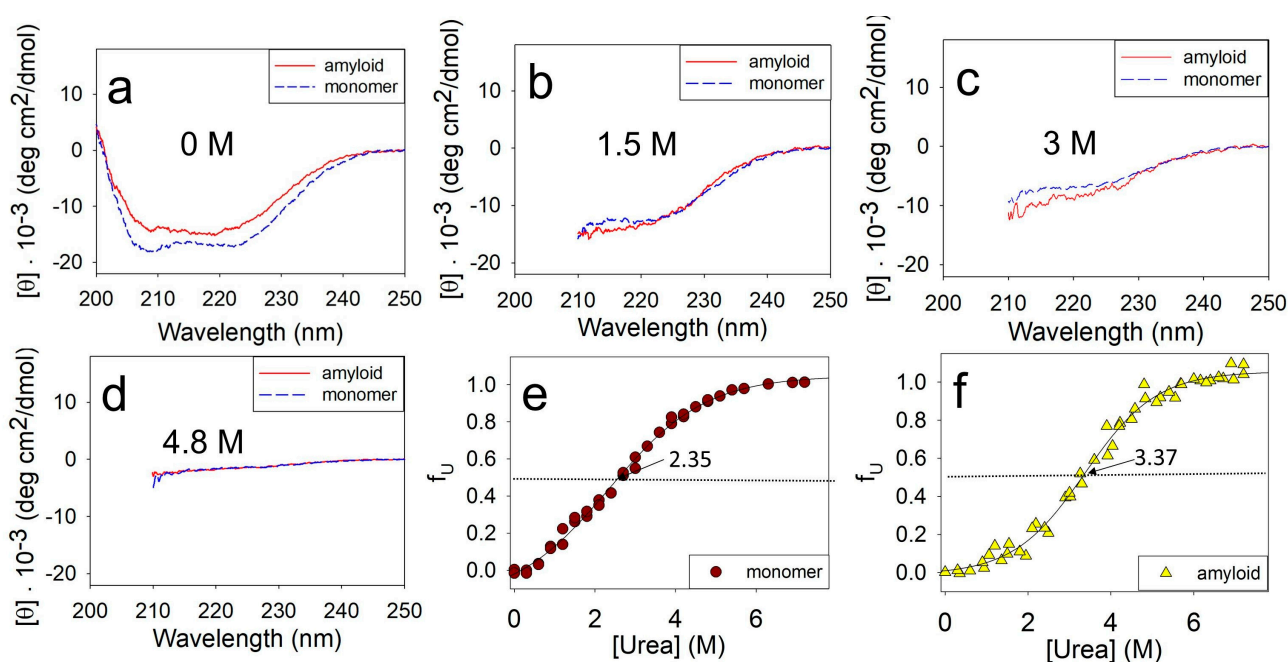 a
0 M
amyloid
monomer
[θ] · 10⁻³ (deg cm2/dmol)
10
0
-10
-20
200 210 220 230 240 250
Wavelength (nm)
b
1.5 M
amyloid
monomer
[θ] · 10⁻³ (deg cm2/dmol)
10
0
-10
-20
200 210 220 230 240 250
Wavelength (nm)
c
3 M
amyloid
monomer
[θ] · 10⁻³ (deg cm2/dmol)
10
0
-10
-20
200 210 220 230 240 250
Wavelength (nm)
d
4.8 M
amyloid
monomer
[θ] · 10⁻³ (deg cm2/dmol)
10
0
-10
-20
200 210 220 230 240 250
Wavelength (nm)
e
2.35
monomer
fU
1.0
0.8
0.6
0.4
0.2
0.0
0 2 4 6
[Urea] (M)
f
3.37
amyloid
fU
1.0
0.8
0.6
0.4
0.2
0.0
0 2 4 6
[Urea] (M)